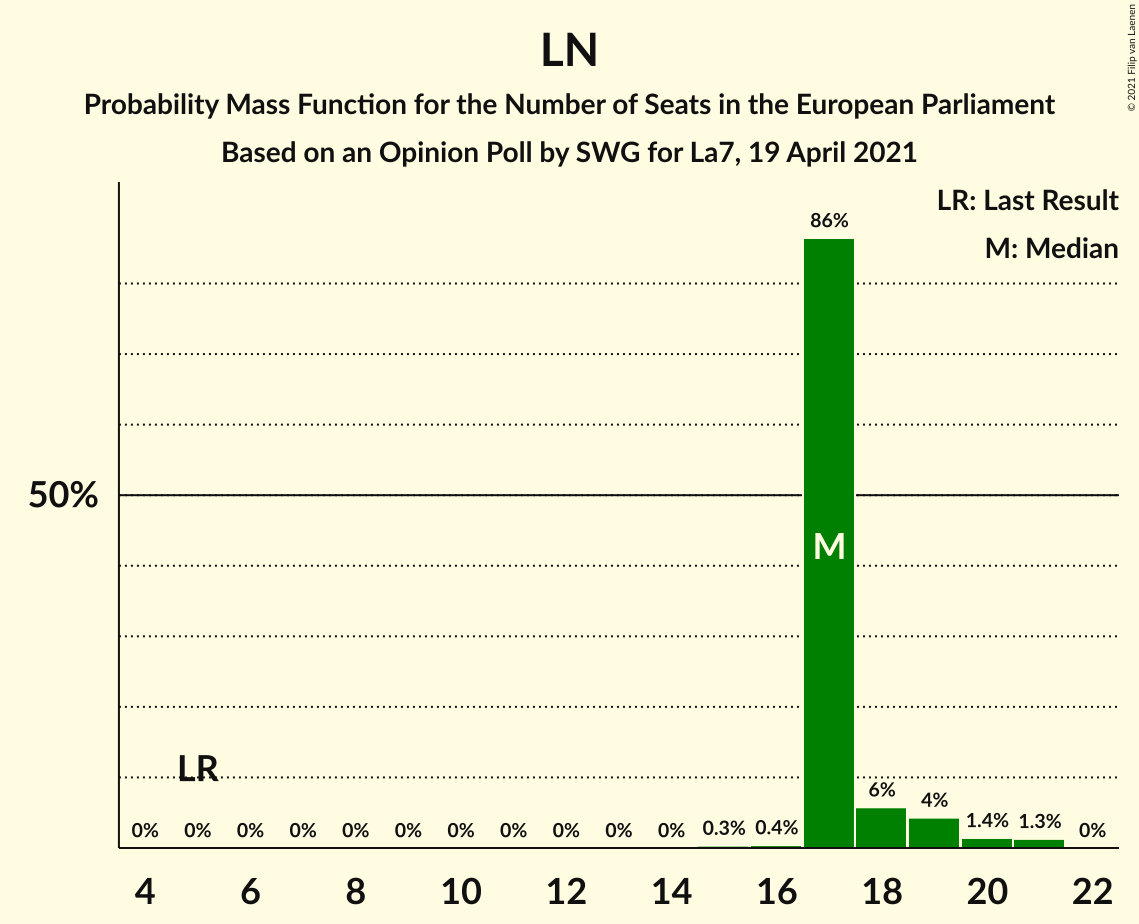 LN
Probability Mass Function for the Number of Seats in the European Parliament
Based on an Opinion Poll by SWG for La7, 19 April 2021
© 2021 Filip van Laenen
LR: Last Result
M: Median
86%
50%
M
LR
0% 0% 0% 0% 0% 0% 0% 0% 0% 0% 0% 0.3% 0.4% 6% 4% 1.4% 1.3% 0%
4 6 8 10 12 14 16 18 20 22